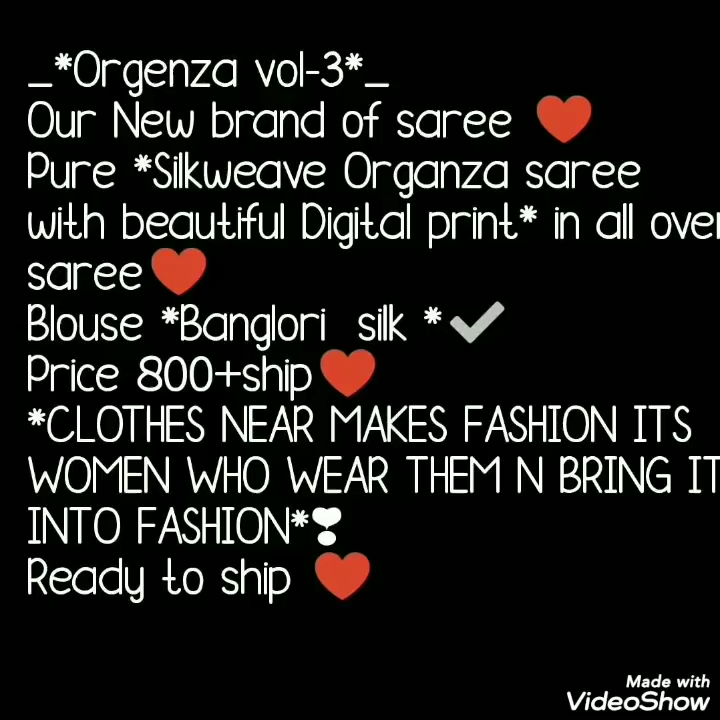 _*Orgenza vol-3*_
Our New brand of saree ❤️
Pure *Silkweave Organza saree
with beautiful Digital print* in all over
saree❤️
Blouse *Banglori silk *✔️
Price 800+ship❤️
*CLOTHES NEAR MAKES FASHION ITS
WOMEN WHO WEAR THEM N BRING IT
INTO FASHION*❣️
Ready to ship ❤️
Made with
VideoShow